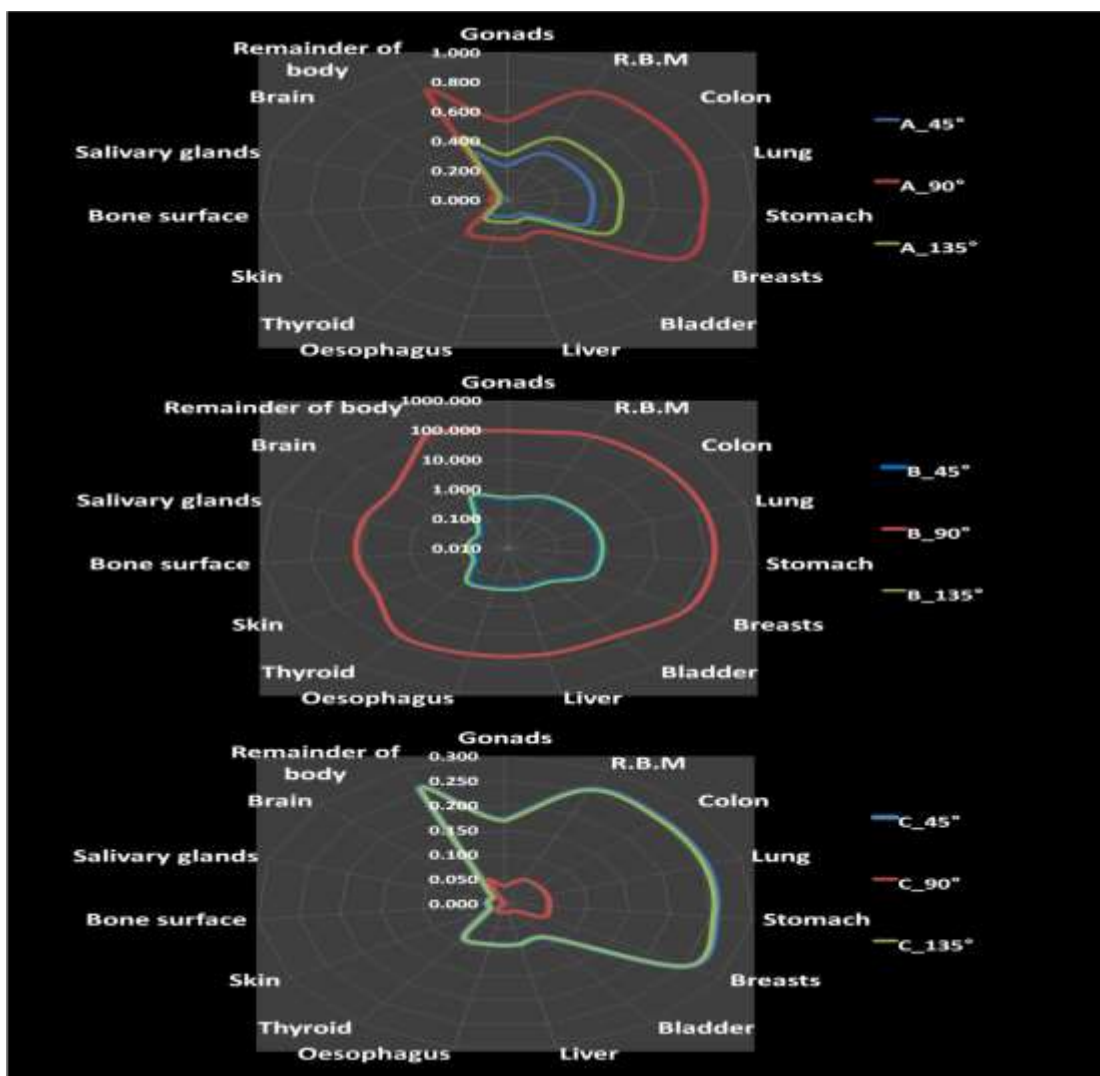 Gonads
Remainder of
body
R.B.M
Brain
Colon
Salivary glands
Lung
Bone surface
Stomach
Skin
Breasts
Thyroid
Bladder
Oesophagus
Liver
1.000
0.800
0.600
0.400
0.200
0.000
A_45°
A_90°
A_135°
Gonads
Remainder of body
R.B.M
Brain
Colon
Salivary glands
Lung
Bone surface
Stomach
Skin
Breasts
Thyroid
Bladder
Oesophagus
Liver
1000.000
100.000
10.000
1.000
0.100
0.010
B_45°
B_90°
B_135°
Gonads
Remainder of
body
R.B.M
Brain
Colon
Salivary glands
Lung
Bone surface
Stomach
Skin
Breasts
Thyroid
Bladder
Oesophagus
Liver
0.300
0.250
0.200
0.150
0.100
0.050
0.000
C_45°
C_90°
C_135°